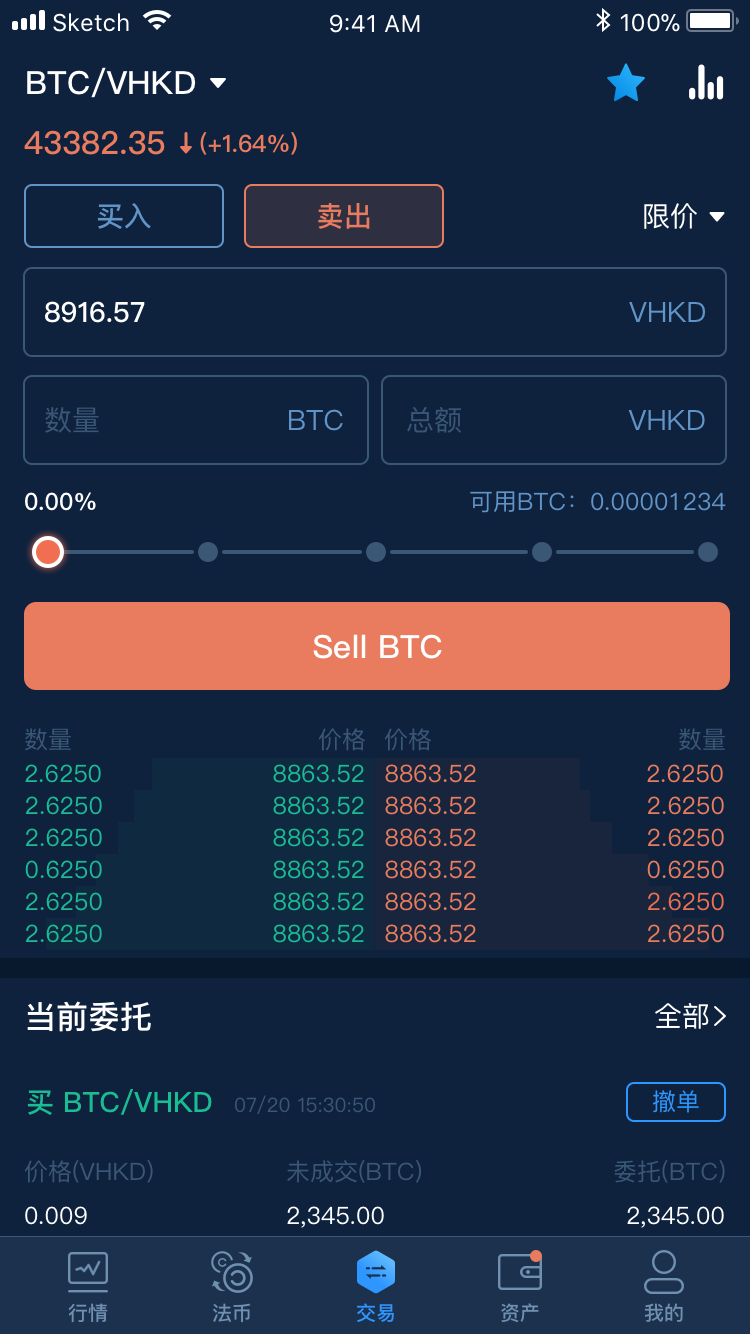 Sketch 9:41 AM 100%
BTC/VHKD
43382.35 ↓(+1.64%)
买入 卖出 限价
8916.57 VHKD
数量 BTC 总额 VHKD
0.00% 可用BTC：0.00001234
Sell BTC
数量 价格 价格 数量
2.6250 8863.52 8863.52 2.6250
2.6250 8863.52 8863.52 2.6250
2.6250 8863.52 8863.52 2.6250
0.6250 8863.52 8863.52 0.6250
2.6250 8863.52 8863.52 2.6250
2.6250 8863.52 8863.52 2.6250
当前委托 全部
买 BTC/VHKD 07/20 15:30:50 撤单
价格(VHKD) 未成交(BTC) 委托(BTC)
0.009 2,345.00 2,345.00
行情 法币 交易 资产 我的